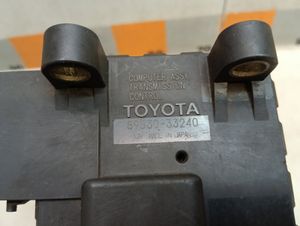 COMPUTER ASSY
TRANSMISSION
CONTROL
TOYOTA
89530-33240
MADE IN JAPAN